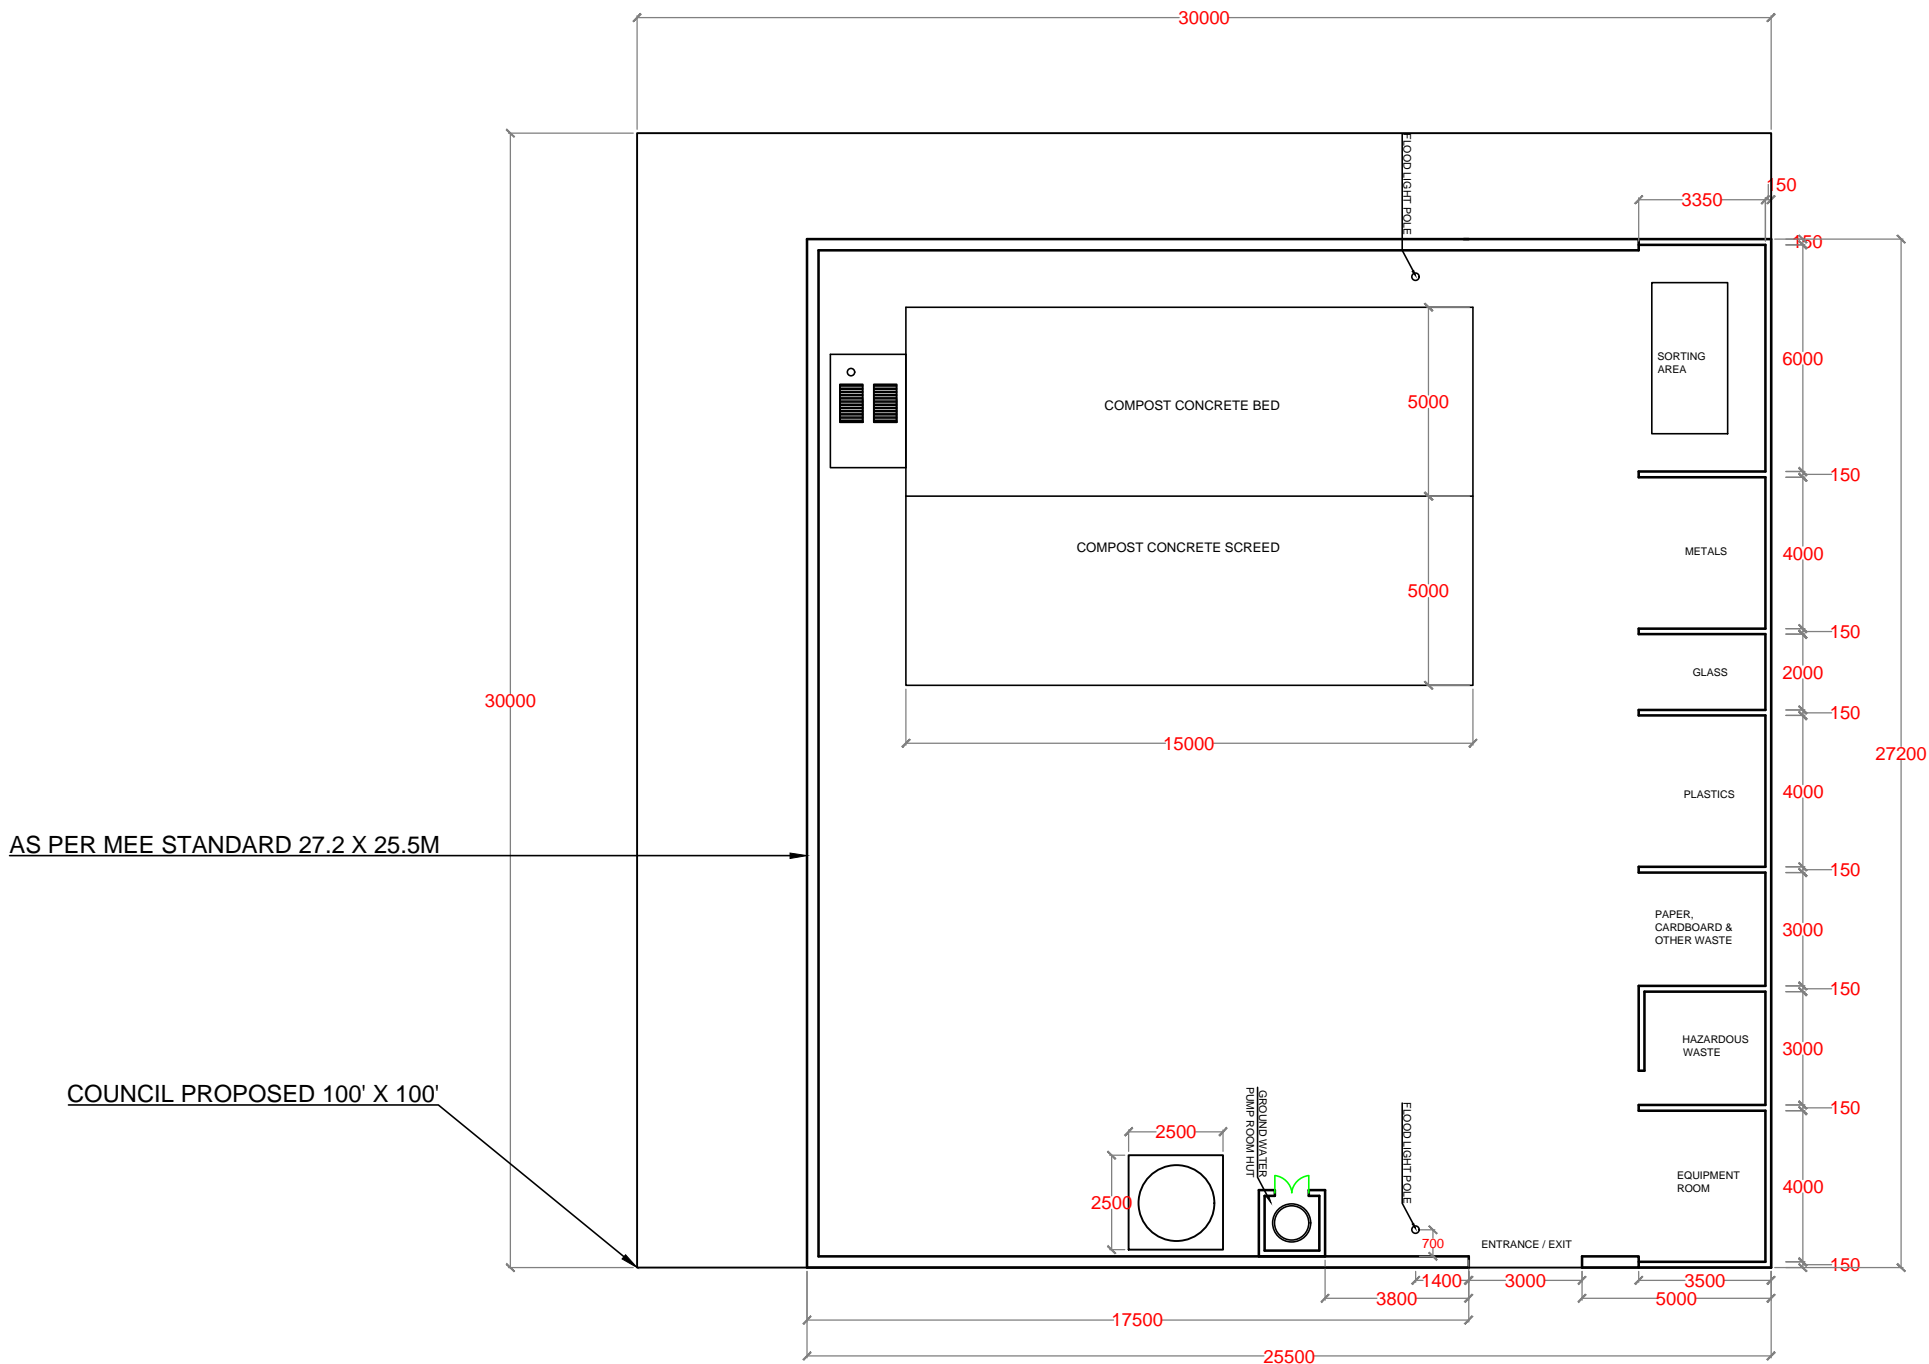 30000
FLOOD LIGHT POLE
150
3350
150
SORTING
AREA
6000
COMPOST CONCRETE BED
5000
150
COMPOST CONCRETE SCREED
METALS
4000
5000
150
GLASS
2000
30000
150
15000
27200
PLASTICS
4000
AS PER MEE STANDARD 27.2 X 25.5M
150
PAPER,
CARDBOARD &
OTHER WASTE
3000
150
HAZARDOUS
WASTE
3000
COUNCIL PROPOSED 100' X 100'
150
GROUND WATER
PUMP ROOM HUT
FLOOD LIGHT POLE
2500
2500
EQUIPMENT
ROOM
4000
700
ENTRANCE / EXIT
150
1400
3000
3500
3800
5000
17500
25500